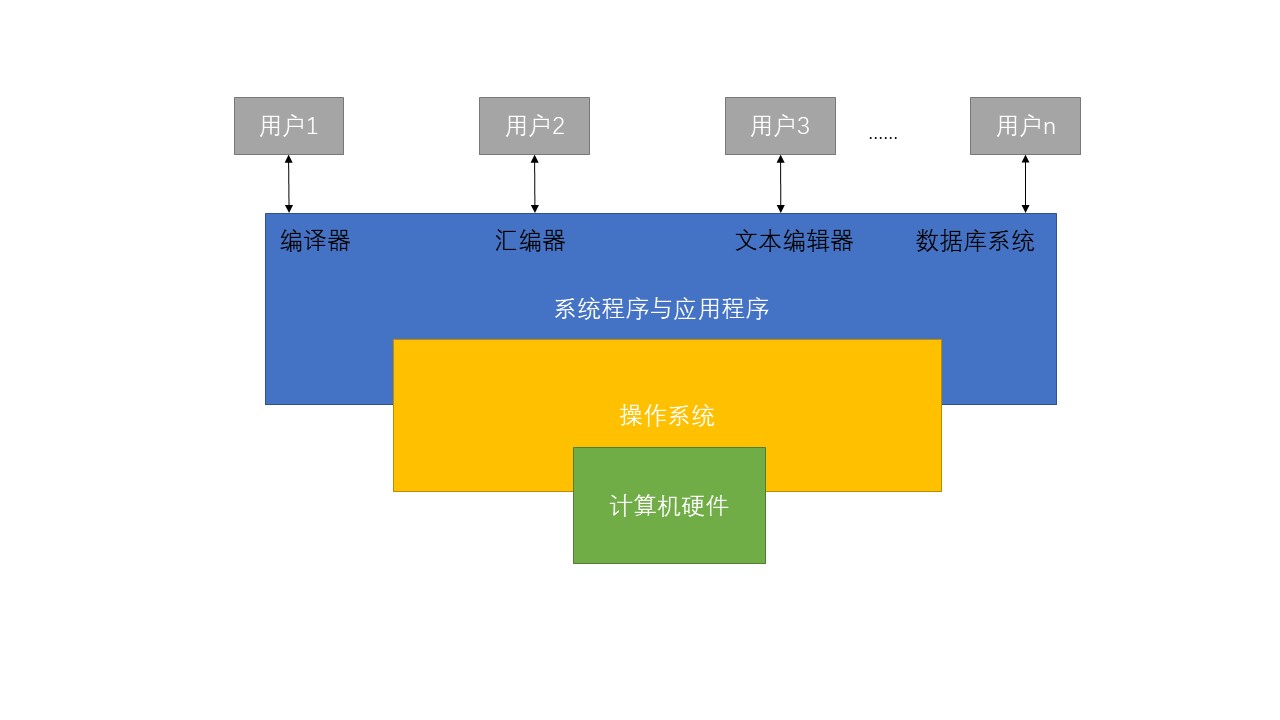 用户1 用户2 用户3 ...... 用户n
编译器 汇编器 文本编辑器 数据库系统
系统程序与应用程序
操作系统
计算机硬件